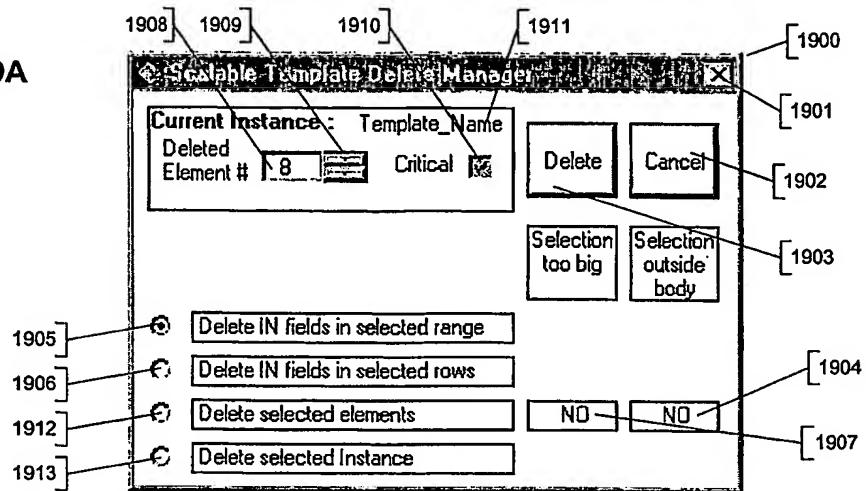 1908 1909 1910 1911
1900
0A
Scalable Template Delete Manager
1901
Current Instance : Template_Name
Deleted
Element # 8 Critical
Delete Cancel
1902
Selection too big
Selection outside body
1903
1905 Delete IN fields in selected range
1906 Delete IN fields in selected rows
1904
1912 Delete selected elements NO NO
1907
1913 Delete selected Instance